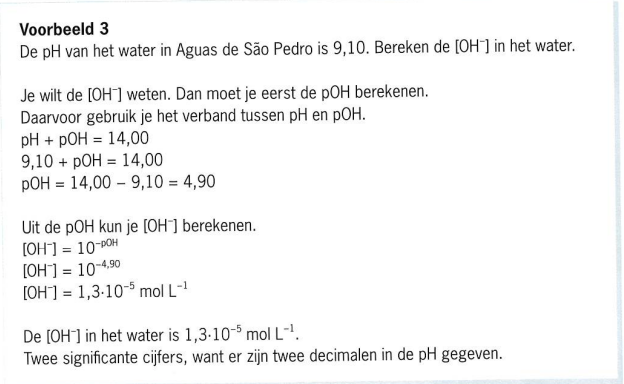 Voorbeeld 3
De pH van het water in Aguas de São Pedro is 9,10. Bereken de [OH⁻] in het water.
Je wilt de [OH⁻] weten. Dan moet je eerst de pOH berekenen.
Daarvoor gebruik je het verband tussen pH en pOH.
pH + pOH = 14,00
9,10 + pOH = 14,00
pOH = 14,00 − 9,10 = 4,90
Uit de pOH kun je [OH⁻] berekenen.
[OH⁻] = 10⁻ᵖᴼᴴ
[OH⁻] = 10⁻⁴,⁹⁰
[OH⁻] = 1,3·10⁻⁵ mol L⁻¹
De [OH⁻] in het water is 1,3·10⁻⁵ mol L⁻¹.
Twee significante cijfers, want er zijn twee decimalen in de pH gegeven.